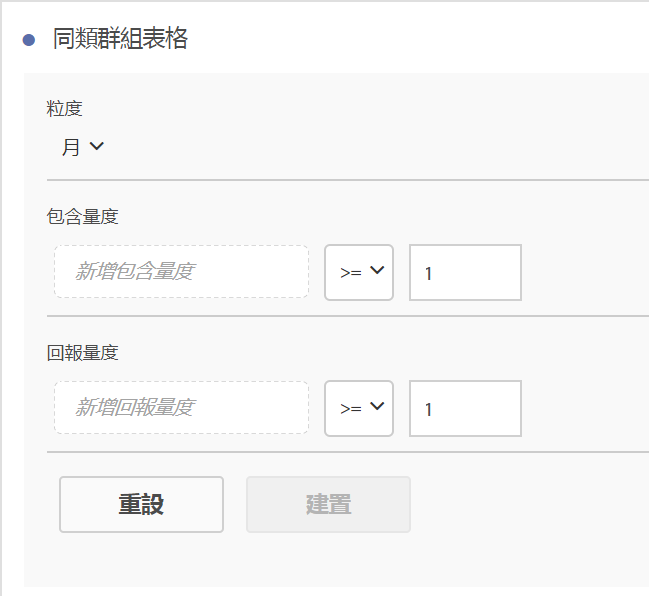 同類群組表格
粒度
月
包含量度
新增包含量度 >= 1
回報量度
新增回報量度 >= 1
重設 建置